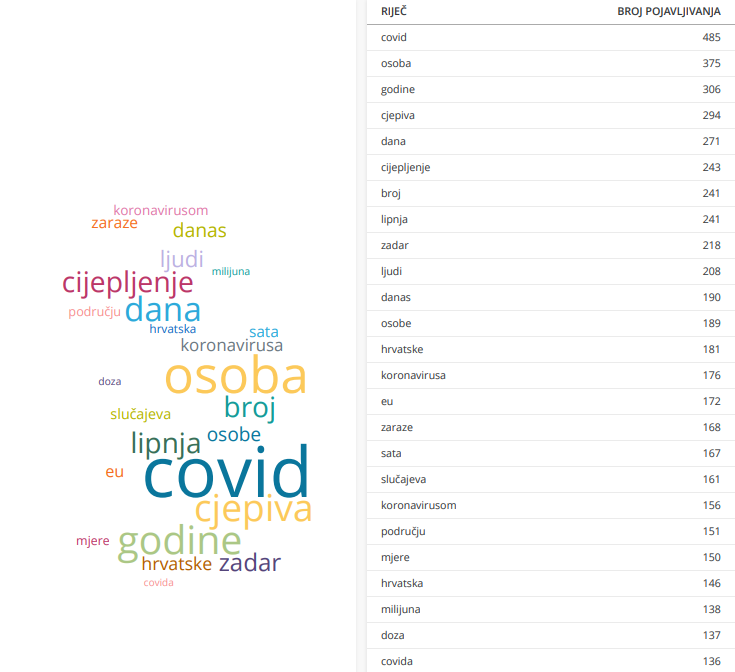 koronavirusom
zaraze
danas
ljudi
milijuna
cijepljenje
dana
području
hrvatska
sata
koronavirusa
osoba
doza
broj
slučajeva
osobe
lipnja
covid
eu
cjepiva
godine
mjere
hrvatske
zadar
covida
RIJEČ BROJ POJAVLJIVANJA
covid 485
osoba 375
godine 306
cjepiva 294
dana 271
cijepljenje 243
broj 241
lipnja 241
zadar 218
ljudi 208
danas 190
osobe 189
hrvatske 181
koronavirusa 176
eu 172
zaraze 168
sata 167
slučajeva 161
koronavirusom 156
području 151
mjere 150
hrvatska 146
milijuna 138
doza 137
covida 136